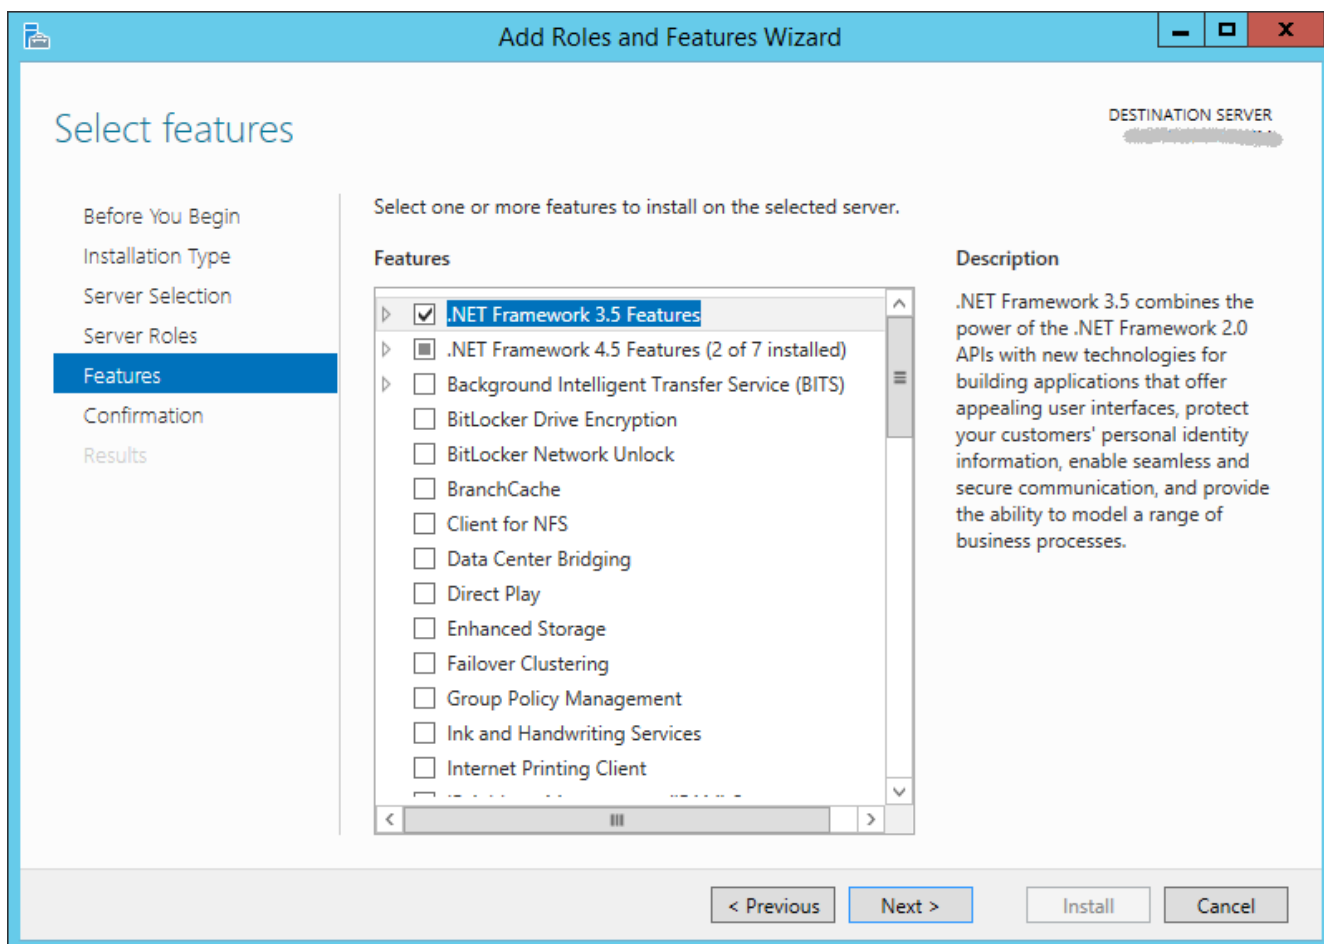 Add Roles and Features Wizard
X
Select features
DESTINATION SERVER
Before You Begin
Installation Type
Server Selection
Server Roles
Features
Confirmation
Results
Select one or more features to install on the selected server.
Features
.NET Framework 3.5 Features
.NET Framework 4.5 Features (2 of 7 installed)
Background Intelligent Transfer Service (BITS)
BitLocker Drive Encryption
BitLocker Network Unlock
BranchCache
Client for NFS
Data Center Bridging
Direct Play
Enhanced Storage
Failover Clustering
Group Policy Management
Ink and Handwriting Services
Internet Printing Client
Description
.NET Framework 3.5 combines the
power of the .NET Framework 2.0
APIs with new technologies for
building applications that offer
appealing user interfaces, protect
your customers' personal identity
information, enable seamless and
secure communication, and provide
the ability to model a range of
business processes.
< Previous
Next >
Install
Cancel